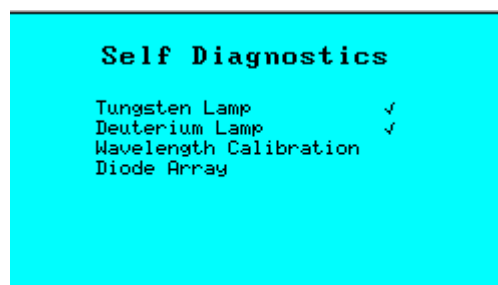 Self Diagnostics
Tungsten Lamp √
Deuterium Lamp √
Wavelength Calibration
Diode Array